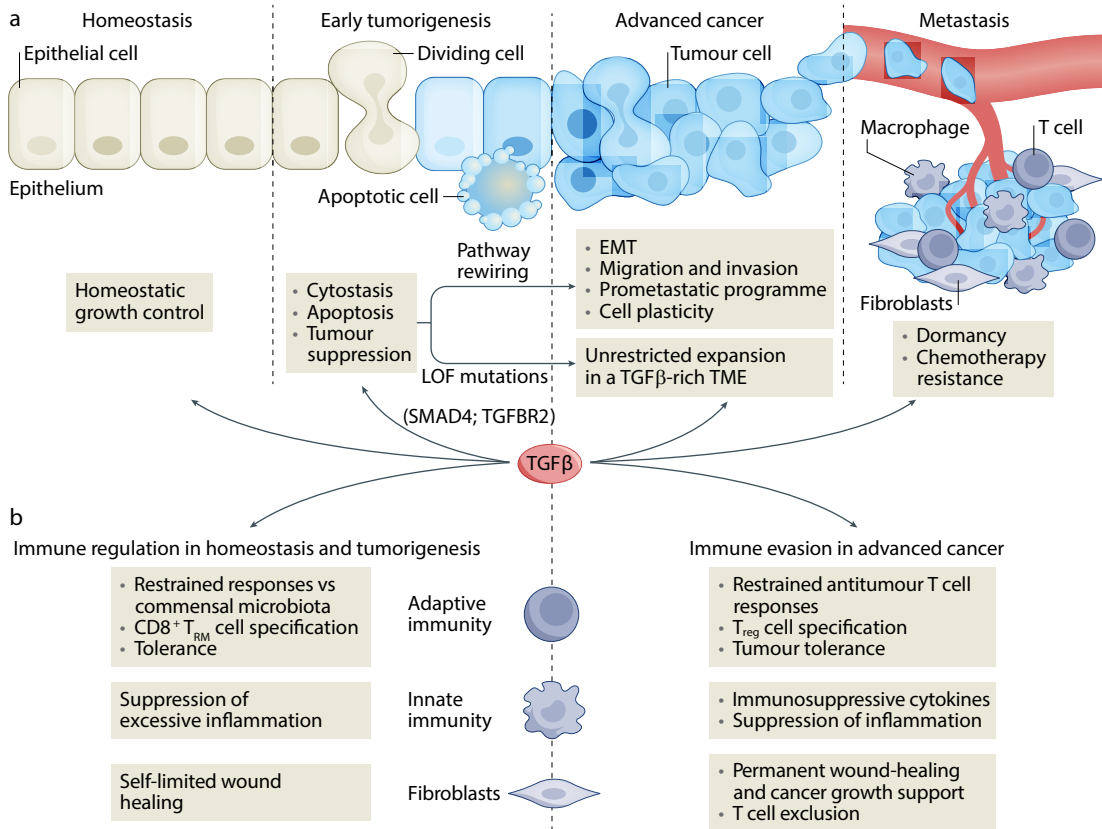 a
Homeostasis
Early tumorigenesis
Advanced cancer
Metastasis
Epithelial cell
Dividing cell
Tumour cell
Macrophage
T cell
Epithelium
Apoptotic cell
Fibroblasts
Homeostatic
growth control
• Cytostasis
• Apoptosis
• Tumour
suppression
Pathway
rewiring
LOF mutations
(SMAD4; TGFBR2)
• EMT
• Migration and invasion
• Prometastatic programme
• Cell plasticity
Unrestricted expansion
in a TGFβ-rich TME
• Dormancy
• Chemotherapy
resistance
TGFβ
b
Immune regulation in homeostasis and tumorigenesis
Immune evasion in advanced cancer
• Restrained responses vs
commensal microbiota
• CD8⁺ T_RM cell specification
• Tolerance
Adaptive
immunity
• Restrained antitumour T cell
responses
• T_reg cell specification
• Tumour tolerance
Suppression of
excessive inflammation
Innate
immunity
• Immunosuppressive cytokines
• Suppression of inflammation
Self-limited wound
healing
Fibroblasts
• Permanent wound-healing
and cancer growth support
• T cell exclusion